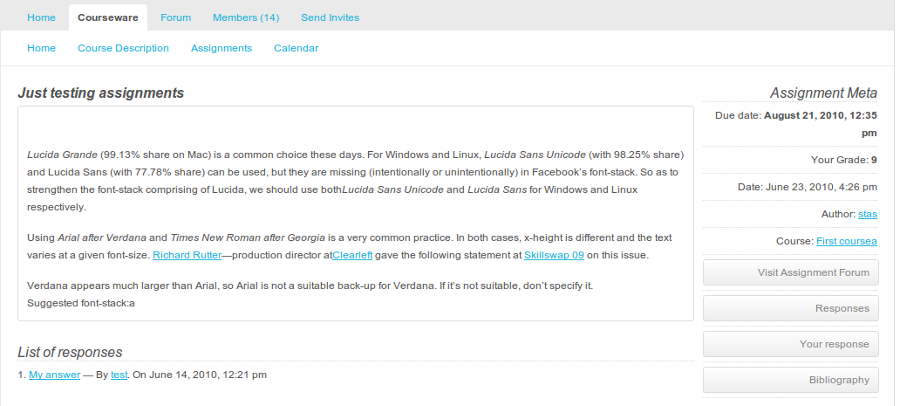 Home Courseware Forum Members (14) Send Invites
Home Course Description Assignments Calendar
Just testing assignments
Lucida Grande (99.13% share on Mac) is a common choice these days. For Windows and Linux, Lucida Sans Unicode (with 98.25% share)
and Lucida Sans (with 77.78% share) can be used, but they are missing (intentionally or unintentionally) in Facebook's font-stack. So as to
strengthen the font-stack comprising of Lucida, we should use bothLucida Sans Unicode and Lucida Sans for Windows and Linux
respectively.
Using Arial after Verdana and Times New Roman after Georgia is a very common practice. In both cases, x-height is different and the text
varies at a given font-size. Richard Rutter—production director atClearleft gave the following statement at Skillswap 09 on this issue.
Verdana appears much larger than Arial, so Arial is not a suitable back-up for Verdana. If it's not suitable, don't specify it.
Suggested font-stack:a
List of responses
1. My answer — By test. On June 14, 2010, 12:21 pm
Assignment Meta
Due date: August 21, 2010, 12:35
pm
Your Grade: 9
Date: June 23, 2010, 4:26 pm
Author: stas
Course: First coursea
Visit Assignment Forum
Responses
Your response
Bibliography